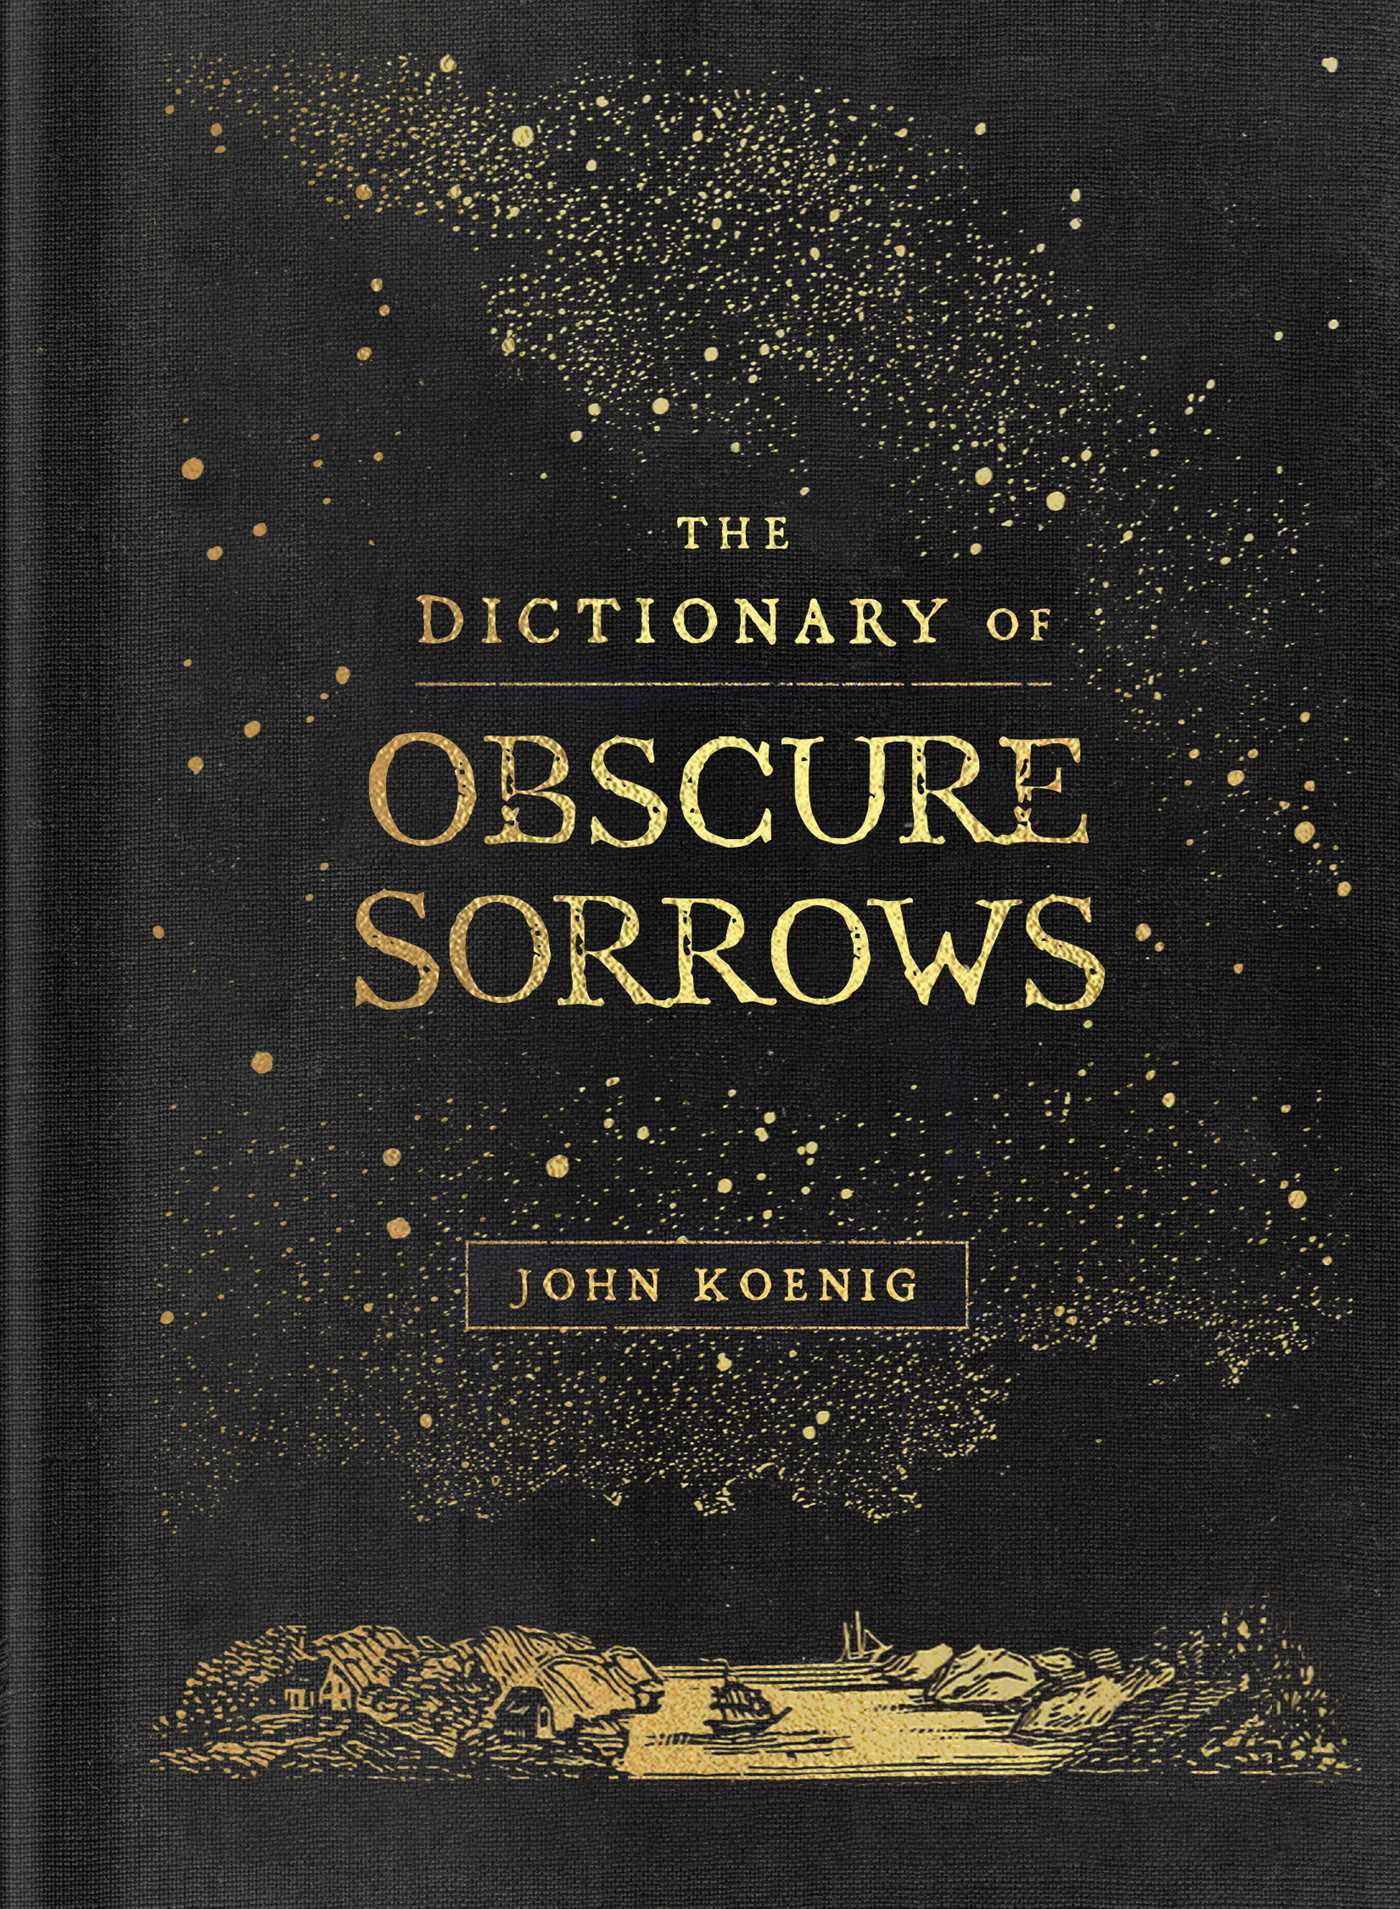 THE
DICTIONARY OF
OBSCURE
SORROWS
JOHN KOENIG